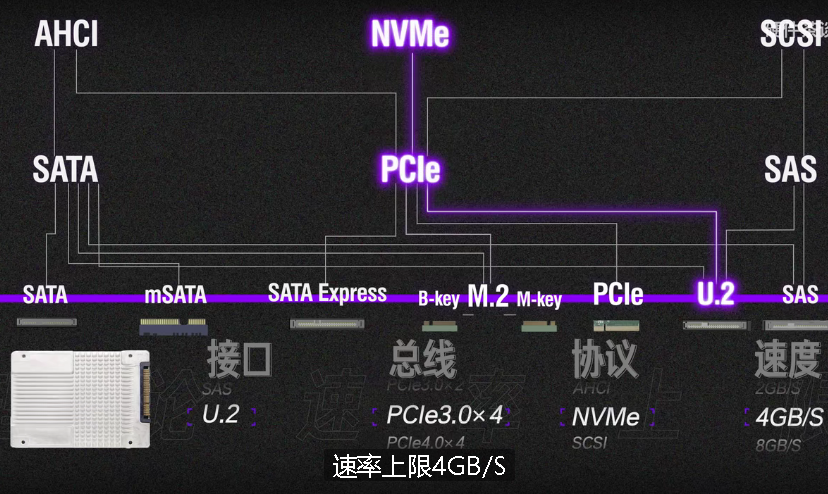 AHCI
NVMe
SCSI
SATA
PCIe
SAS
SATA
mSATA
SATA Express
B-key
M.2
M-key
PCIe
U.2
SAS
接口
总线
协议
速度
SAS
PCIe3.0×2
AHCI
2GB/S
U.2
PCIe3.0×4
NVMe
4GB/S
PCIe4.0×4
SCSI
8GB/S
速率上限4GB/S